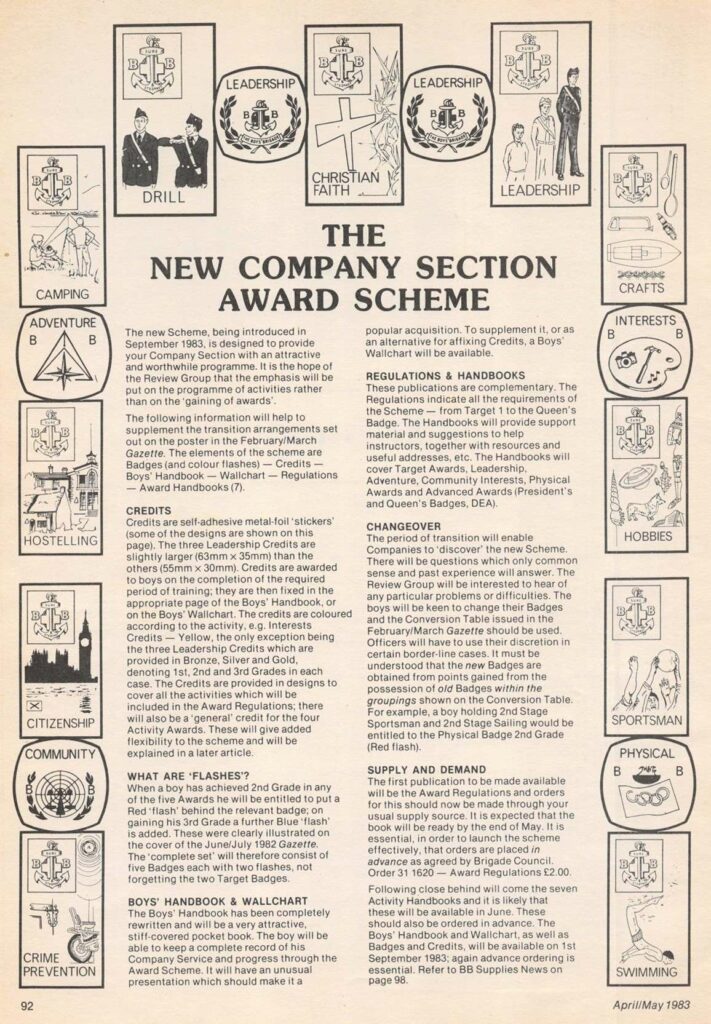 SURE
B B
STEDFAST
DRILL
LEADERSHIP
B B
THE BOYS' BRIGADE
SURE
B B
STEDFAST
CHRISTIAN
FAITH
LEADERSHIP
B B
THE BOYS' BRIGADE
SURE
B B
STEDFAST
LEADERSHIP
SURE
B B
STEDFAST
CAMPING
ADVENTURE
B B
SURE
B B
STEDFAST
HOSTELLING
SURE
B B
STEDFAST
CITIZENSHIP
COMMUNITY
B B
SURE
B B
STEDFAST
CRIME
PREVENTION
THE
NEW COMPANY SECTION
AWARD SCHEME
The new Scheme, being introduced in
September 1983, is designed to provide
your Company Section with an attractive
and worthwhile programme. It is the hope of
the Review Group that the emphasis will be
put on the programme of activities rather
than on the 'gaining of awards'.
The following information will help to
supplement the transition arrangements set
out on the poster in the February/March
Gazette. The elements of the scheme are
Badges (and colour flashes) — Credits —
Boys' Handbook — Wallchart — Regulations
— Award Handbooks (7).
CREDITS
Credits are self-adhesive metal-foil 'stickers'
(some of the designs are shown on this
page). The three Leadership Credits are
slightly larger (63mm x 35mm) than the
others (55mm x 30mm). Credits are awarded
to boys on the completion of the required
period of training; they are then fixed in the
appropriate page of the Boys' Handbook, or
on the Boys' Wallchart. The credits are coloured
according to the activity, e.g. Interests
Credits — Yellow, the only exception being
the three Leadership Credits which are
provided in Bronze, Silver and Gold,
denoting 1st, 2nd and 3rd Grades in each
case. The Credits are provided in designs to
cover all the activities which will be
included in the Award Regulations; there
will also be a 'general' credit for the four
Activity Awards. These will give added
flexibility to the scheme and will be
explained in a later article.
WHAT ARE 'FLASHES'?
When a boy has achieved 2nd Grade in any
of the five Awards he will be entitled to put a
Red 'flash' behind the relevant badge; on
gaining his 3rd Grade a further Blue 'flash'
is added. These were clearly illustrated on
the cover of the June/July 1982 Gazette.
The 'complete set' will therefore consist of
five Badges each with two flashes, not
forgetting the two Target Badges.
BOYS' HANDBOOK & WALLCHART
The Boys' Handbook has been completely
rewritten and will be a very attractive,
stiff-covered pocket book. The boy will be
able to keep a complete record of his
Company Service and progress through the
Award Scheme. It will have an unusual
presentation which should make it a
popular acquisition. To supplement it, or as
an alternative for affixing Credits, a Boys'
Wallchart will be available.
REGULATIONS & HANDBOOKS
These publications are complementary. The
Regulations indicate all the requirements of
the Scheme — from Target 1 to the Queen's
Badge. The Handbooks will provide support
material and suggestions to help
instructors, together with resources and
useful addresses, etc. The Handbooks will
cover Target Awards, Leadership,
Adventure, Community Interests, Physical
Awards and Advanced Awards (President's
and Queen's Badges, DEA).
CHANGEOVER
The period of transition will enable
Companies to 'discover' the new Scheme.
There will be questions which only common
sense and past experience will answer. The
Review Group will be interested to hear of
any particular problems or difficulties. The
boys will be keen to change their Badges
and the Conversion Table issued in the
February/March Gazette should be used.
Officers will have to use their discretion in
certain border-line cases. It must be
understood that the new Badges are
obtained from points gained from the
possession of old Badges within the
groupings shown on the Conversion Table.
For example, a boy holding 2nd Stage
Sportsman and 2nd Stage Sailing would be
entitled to the Physical Badge 2nd Grade
(Red flash).
SUPPLY AND DEMAND
The first publication to be made available
will be the Award Regulations and orders
for this should now be made through your
usual supply source. It is expected that the
book will be ready by the end of May. It is
essential, in order to launch the scheme
effectively, that orders are placed in
advance as agreed by Brigade Council.
Order 31 1620 — Award Regulations £2.00.
Following close behind will come the seven
Activity Handbooks and it is likely that
these will be available in June. These
should also be ordered in advance. The
Boys' Handbook and Wallchart, as well as
Badges and Credits, will be available on 1st
September 1983; again advance ordering is
essential. Refer to BB Supplies News on
page 98.
SURE
B B
STEDFAST
CRAFTS
INTERESTS
B B
SURE
B B
STEDFAST
HOBBIES
SURE
B B
STEDFAST
SPORTSMAN
PHYSICAL
B B
SURE
B B
STEDFAST
SWIMMING
92
April/May 1983